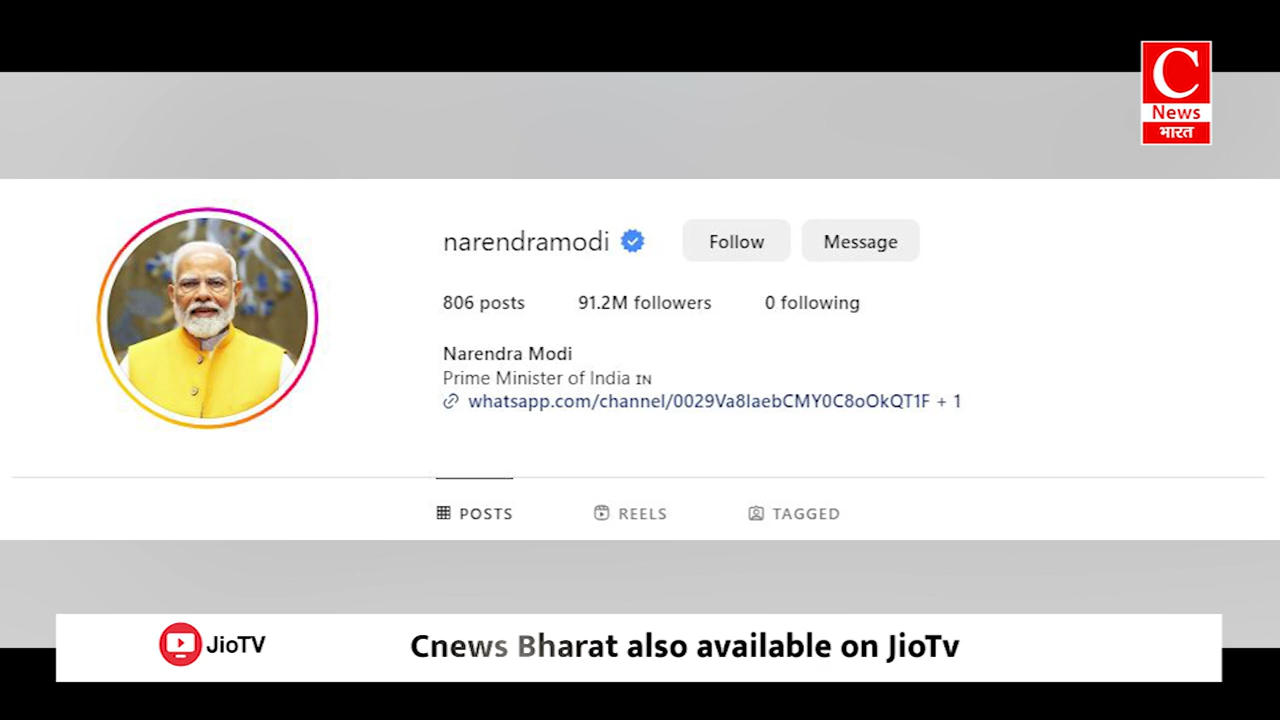 C
News
भारत
narendramodi
Follow
Message
806 posts
91.2M followers
0 following
Narendra Modi
Prime Minister of India IN
whatsapp.com/channel/0029Va8IaebCMY0C8oOkQT1F + 1
POSTS
REELS
TAGGED
JioTV
Cnews Bharat also available on JioTv